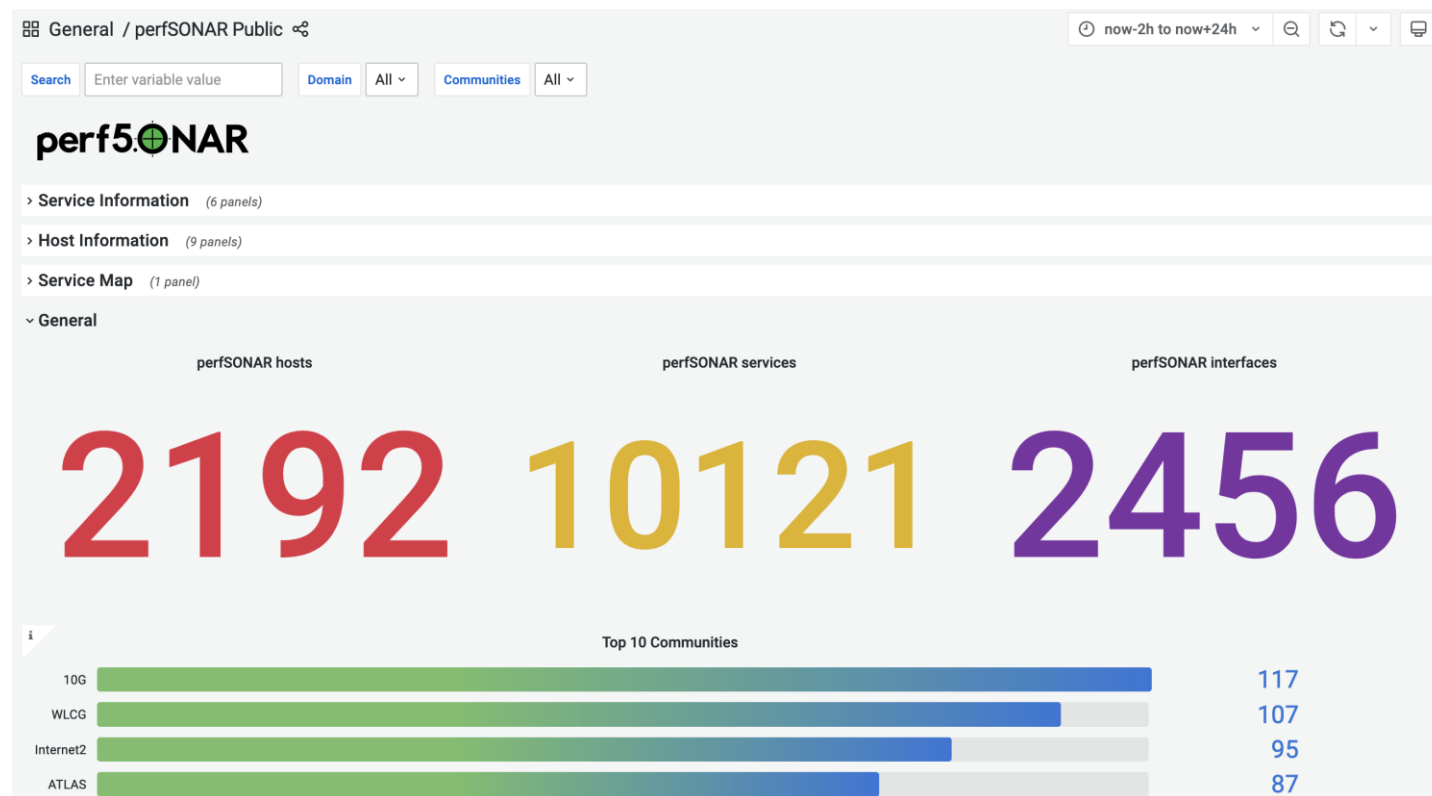 General / perfSONAR Public
now-2h to now+24h
Search Enter variable value Domain All Communities All
perf5.NAR
Service Information (6 panels)
Host Information (9 panels)
Service Map (1 panel)
General
perfSONAR hosts
perfSONAR services
perfSONAR interfaces
2192
10121
2456
i
Top 10 Communities
10G 117
WLCG 107
Internet2 95
ATLAS 87